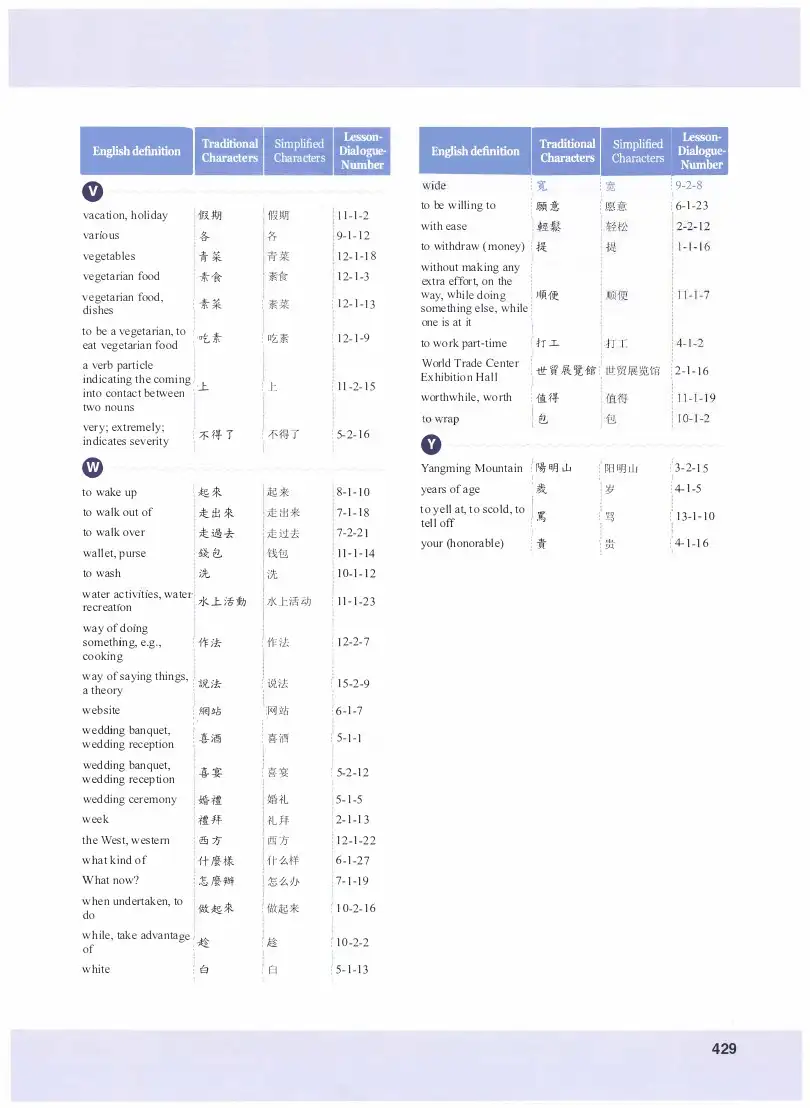 English definition Traditional Characters Simplified Characters Lesson-Dialogue-Number
V
vacation, holiday 假期 假期 11-1-2
various 各 各 9-1-12
vegetables 青菜 青菜 12-1-18
vegetarian food 素食 素食 12-1-3
vegetarian food,
dishes 素菜 素菜 12-1-13
to be a vegetarian, to
eat vegetarian food 吃素 吃素 12-1-9
a verb particle
indicating the coming
into contact between
two nouns 上 上 11-2-15
very; extremely;
indicates severity 不得了 不得了 5-2-16
W
to wake up 起來 起来 8-1-10
to walk out of 走出來 走出来 7-1-18
to walk over 走過去 走过去 7-2-21
wallet, purse 錢包 钱包 11-1-14
to wash 洗 洗 10-1-12
water activities, water
recreation 水上活動 水上活动 11-1-23
way of doing
something, e.g.,
cooking 作法 作法 12-2-7
way of saying things,
a theory 說法 说法 15-2-9
website 網站 网站 6-1-7
wedding banquet,
wedding reception 喜酒 喜酒 5-1-1
wedding banquet,
wedding reception 喜宴 喜宴 5-2-12
wedding ceremony 婚禮 婚礼 5-1-5
week 禮拜 礼拜 2-1-13
the West, western 西方 西方 12-1-22
what kind of 什麼樣 什么样 6-1-27
What now? 怎麼辦 怎么办 7-1-19
when undertaken, to
do 做起來 做起来 10-2-16
while, take advantage
of 趁 趁 10-2-2
white 白 白 5-1-13
English definition Traditional Characters Simplified Characters Lesson-Dialogue-Number
wide 寬 宽 9-2-8
to be willing to 願意 愿意 6-1-23
with ease 輕鬆 轻松 2-2-12
to withdraw (money) 提 提 1-1-16
without making any
extra effort, on the
way, while doing
something else, while
one is at it 順便 顺便 11-1-7
to work part-time 打工 打工 4-1-2
World Trade Center
Exhibition Hall 世貿展覽館 世贸展览馆 2-1-16
worthwhile, worth 值得 值得 11-1-19
to wrap 包 包 10-1-2
Y
Yangming Mountain 陽明山 阳明山 3-2-15
years of age 歲 岁 4-1-5
to yell at, to scold, to
tell off 罵 骂 13-1-10
your (honorable) 貴 贵 4-1-16
429